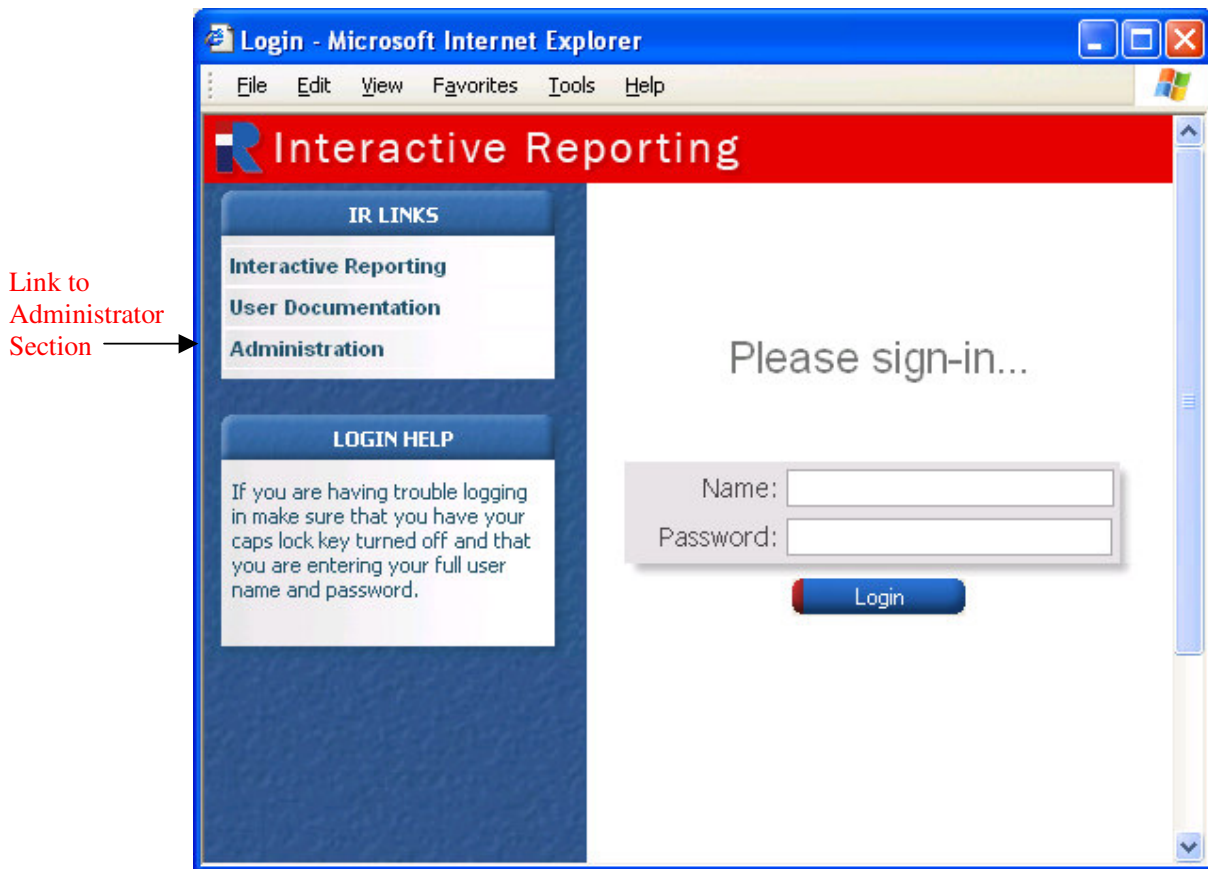 Login - Microsoft Internet Explorer
File Edit View Favorites Tools Help
iR Interactive Reporting
IR LINKS
Interactive Reporting
User Documentation
Administration
Link to
Administrator
Section
LOGIN HELP
If you are having trouble logging
in make sure that you have your
caps lock key turned off and that
you are entering your full user
name and password.
Please sign-in...
Name:
Password:
Login